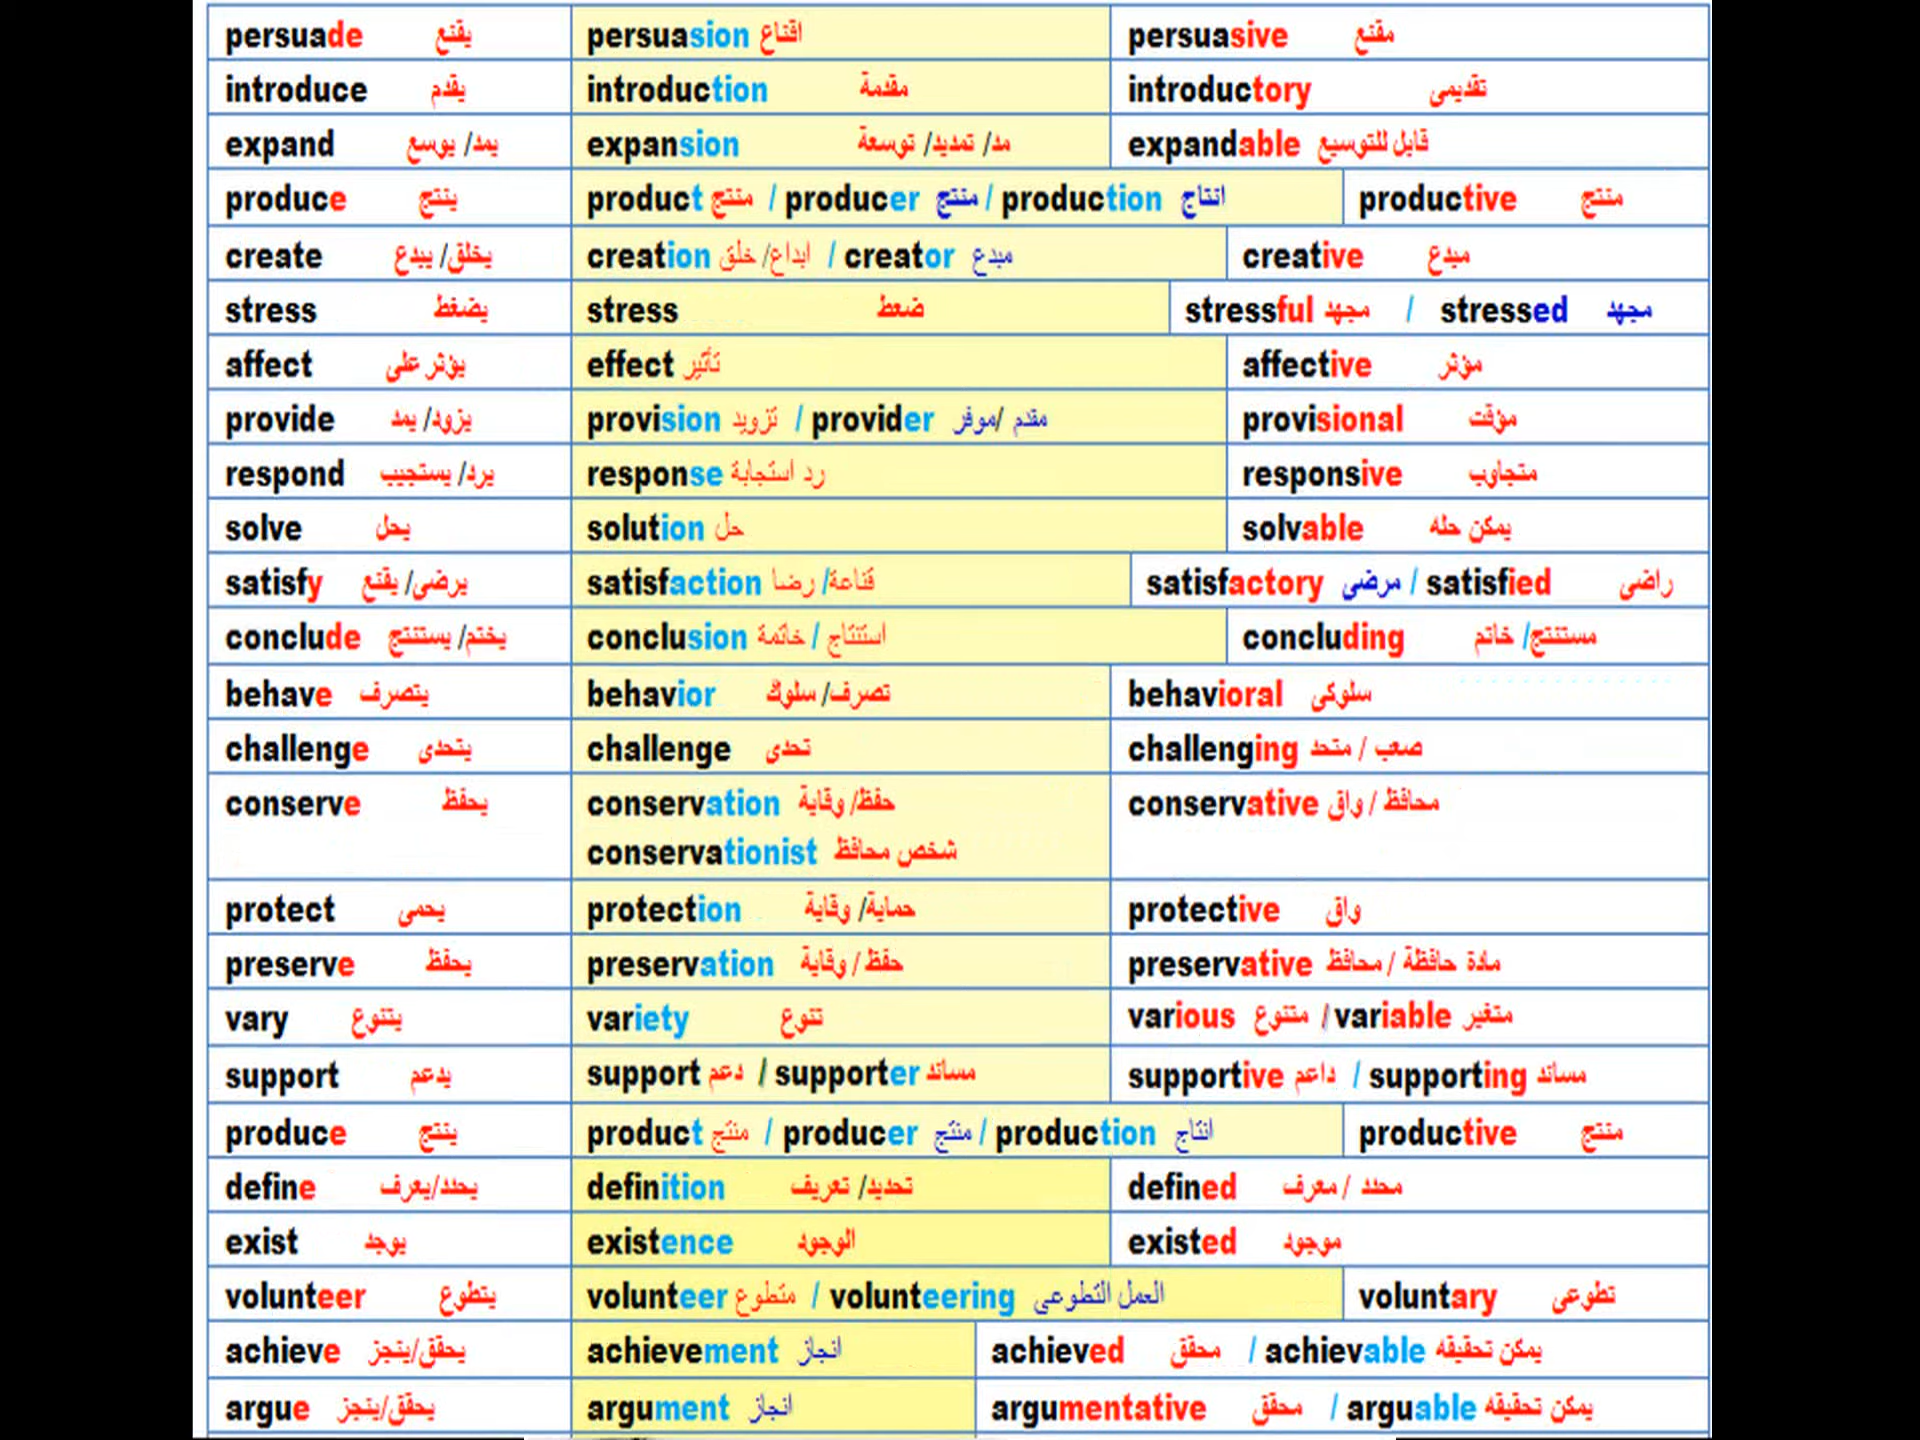 persuade يقنع persuasion اقناع persuasive مقنع
introduce يقدم introduction مقدمة introductory تقديمى
expand يمد/ يوسع expansion مد/ تمديد/ توسعة expandable قابل للتوسيع
produce ينتج product منتج / producer منتج / production انتاج productive منتج
create يخلق/ يبدع creation ابداع/ خلق / creator مبدع creative مبدع
stress يضغط stress ضعط stressful مجهد / stressed مجهد
affect يؤثر على effect تأثير affective مؤثر
provide يزود/ يمد provision تزويد / provider مقدم /موفر provisional مؤقت
respond يرد/ يستجيب response رد استجابة responsive متجاوب
solve يحل solution حل solvable يمكن حله
satisfy يرضى/ يقنع satisfaction قناعة/ رضا satisfactory مرضى / satisfied راضى
conclude يختم/ يستنتج conclusion استنتاج / خاتمة concluding مستنتج/ خاتم
behave يتصرف behavior تصرف/ سلوك behavioral سلوكى
challenge يتحدى challenge تحدى challenging صعب / متحد
conserve يحفظ conservation حفظ/ وقاية conservative محافظ / واق
conservationist شخص محافظ
protect يحمى protection حماية/ وقاية protective واق
preserve يحفظ preservation حفظ / وقاية preservative مادة حافظة / محافظ
vary يتنوع variety تنوع various متنوع / variable متغير
support يدعم support دعم / supporter مساند supportive داعم / supporting مساند
produce ينتج product منتج / producer منتج / production انتاج productive منتج
define يحدد/يعرف definition تحديد/ تعريف defined محدد / معرف
exist يوجد existence الوجود existed موجود
volunteer يتطوع volunteer متطوع / volunteering العمل التطوعى voluntary تطوعى
achieve يحقق/ينجز achievement انجاز achieved محقق / achievable يمكن تحقيقه
argue يحقق/ينجز argument انجاز argumentative محقق / arguable يمكن تحقيقه